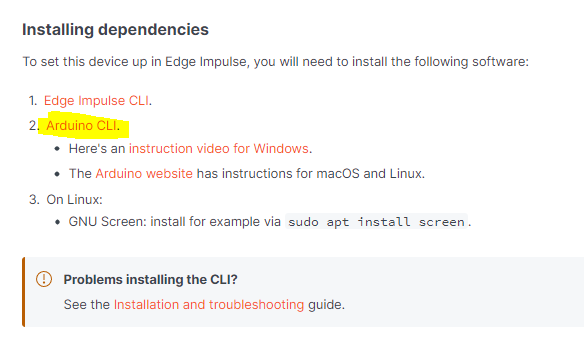 Installing dependencies
To set this device up in Edge Impulse, you will need to install the following software:
1. Edge Impulse CLI.
2. Arduino CLI.
• Here's an instruction video for Windows.
• The Arduino website has instructions for macOS and Linux.
3. On Linux:
• GNU Screen: install for example via sudo apt install screen.
Problems installing the CLI?
See the Installation and troubleshooting guide.